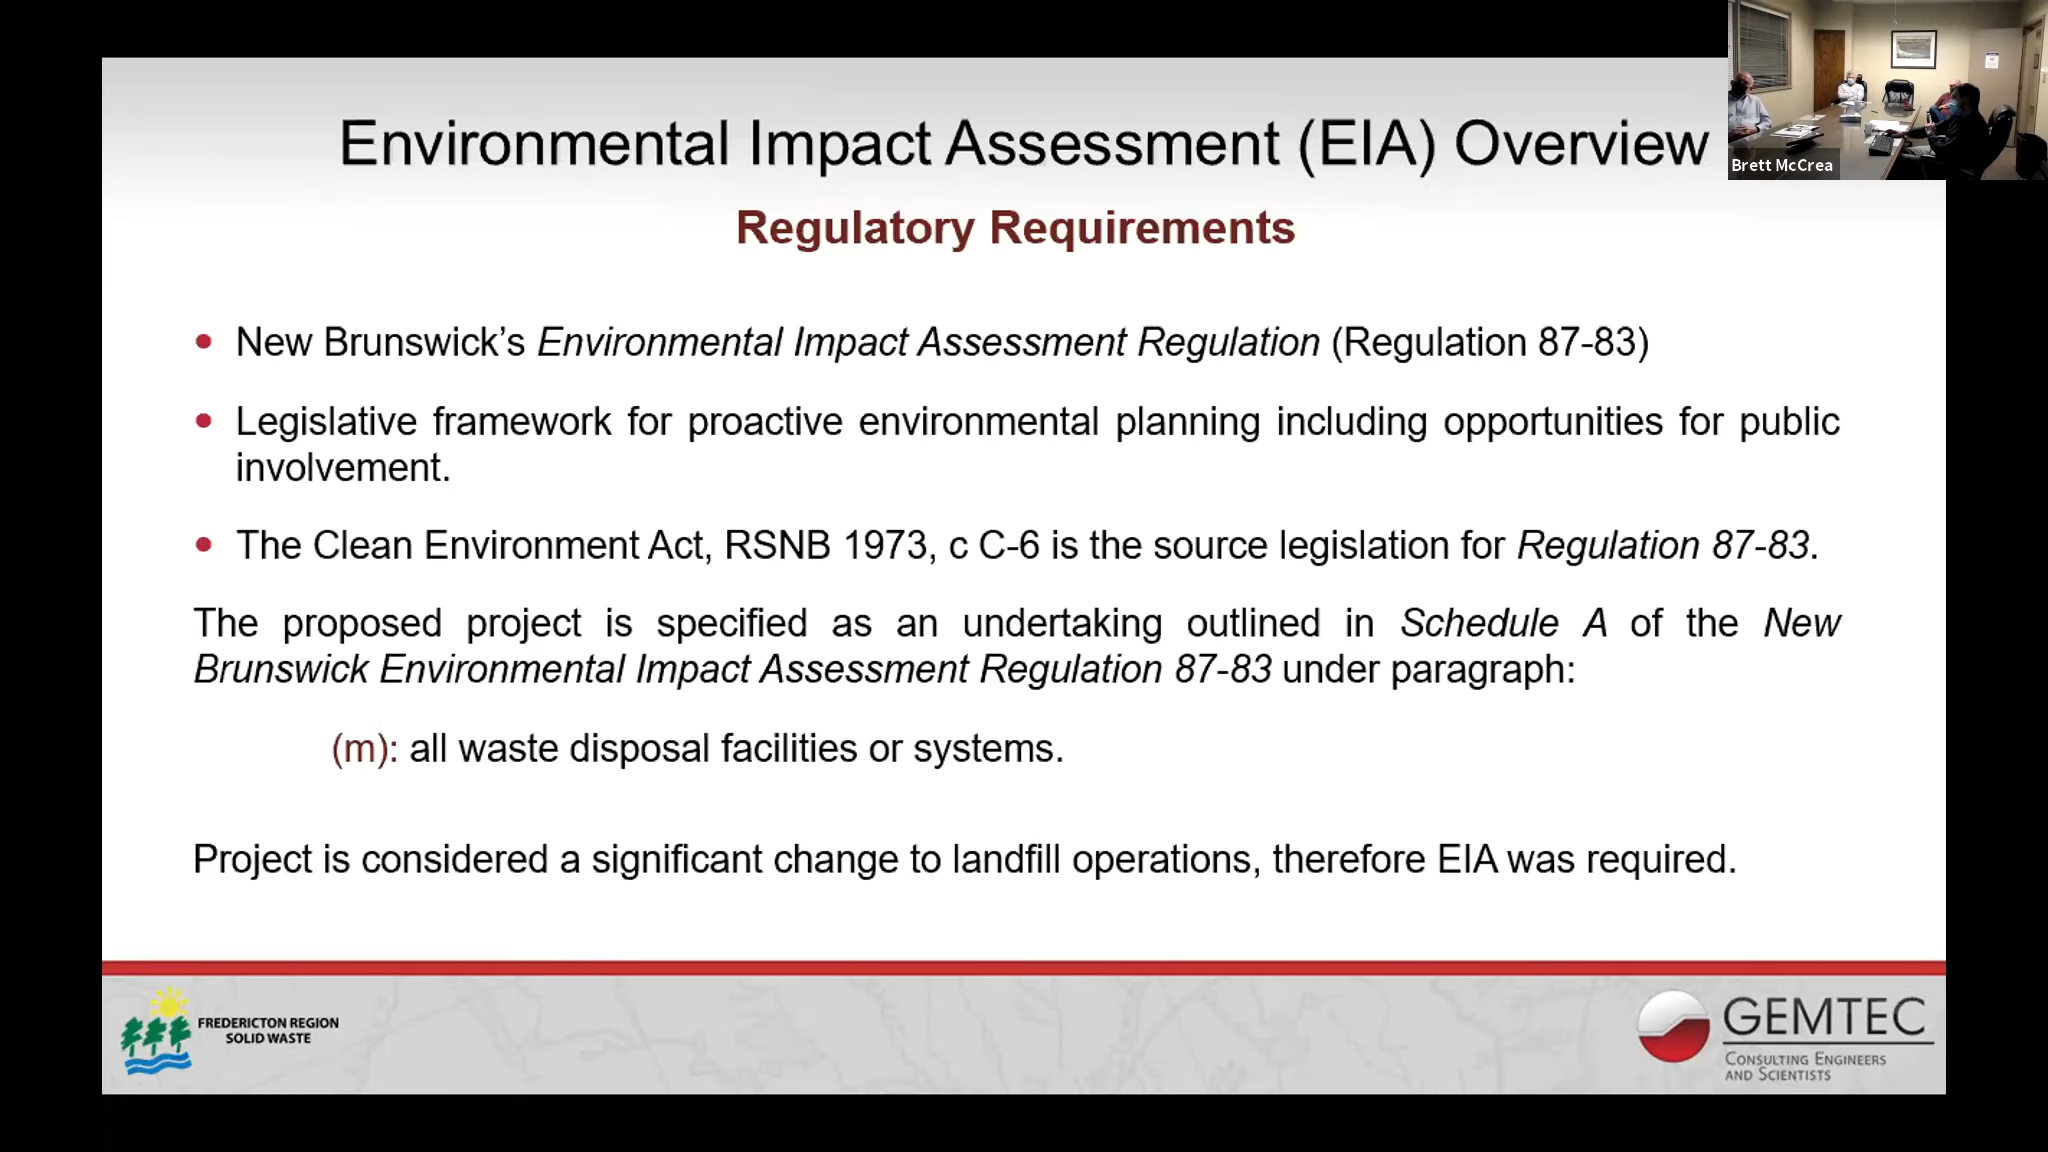 Environmental Impact Assessment (EIA) Overview
Brett McCrea
Regulatory Requirements
• New Brunswick’s Environmental Impact Assessment Regulation (Regulation 87-83)
• Legislative framework for proactive environmental planning including opportunities for public
involvement.
• The Clean Environment Act, RSNB 1973, c C-6 is the source legislation for Regulation 87-83.
The proposed project is specified as an undertaking outlined in Schedule A of the New
Brunswick Environmental Impact Assessment Regulation 87-83 under paragraph:
(m): all waste disposal facilities or systems.
Project is considered a significant change to landfill operations, therefore EIA was required.
FREDERICTON REGION
SOLID WASTE
GEMTEC
CONSULTING ENGINEERS
AND SCIENTISTS